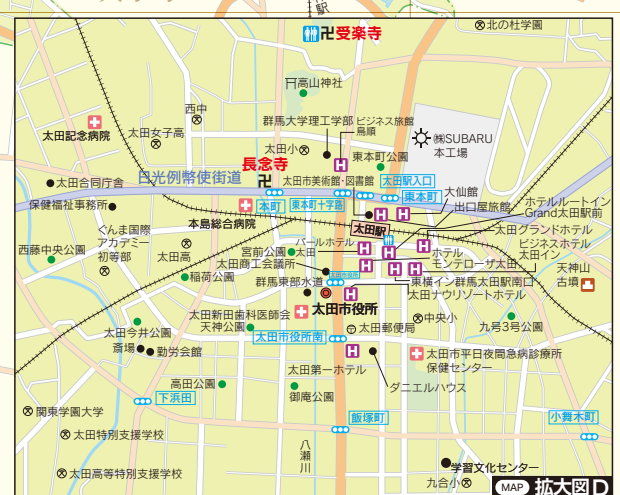 駅
北の杜学園
卍受楽寺
高山神社
西中
群馬大学理工学部
ビジネス旅館
鳥順
㈱SUBARU
本工場
太田記念病院
太田女子高
太田小
東本町公園
長念寺
卍
日光例幣使街道
太田市美術館・図書館
太田駅入口
東本町
大仙館
出口屋旅館
ホテルルートイン
Grand太田駅前
太田合同庁舎
保健福祉事務所
本島総合病院
本町
東本町十字路
太田駅
太田グランドホテル
ビジネスホテル
太田イン
ぐんま国際
アカデミー
初等部
西藤中央公園
太田高
宮前公園
パールホテル
太田
ホテル
モンテローザ太田
天神山
古墳
太田商工会議所
稲荷公園
群馬東部水道
太田市役所
東横イン群馬太田駅南口
太田ナウリゾートホテル
太田市役所
太田新田歯科医師会
天神公園
太田郵便局
中央小
九号3号公園
太田今井公園
斎場
勤労会館
太田市役所南
太田市平日夜間急病診療所
保健センター
太田第一ホテル
ダニエルハウス
高田公園
御庵公園
下浜田
飯塚町
小舞木町
関東学園大学
太田特別支援学校
八瀬川
太田高等特別支援学校
学習文化センター
九合小
MAP 拡大図D